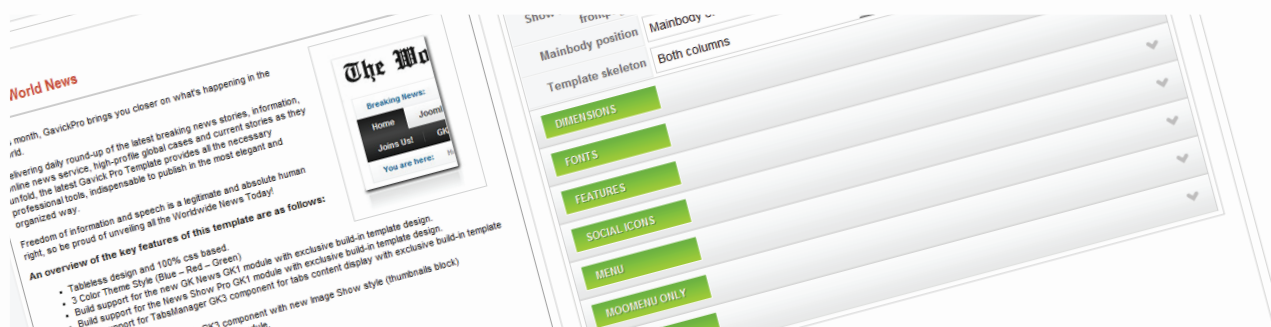 World News
month, GavickPro brings you closer on what's happening in the
delivering daily round-up of the latest breaking news stories, information,
online news service, high-profile global cases and current stories as they
unfold, the latest Gavick Pro Template provides all the necessary
professional tools, indispensable to publish in the most elegant and
organized way.
Freedom of information and speech is a legitimate and absolute human
right, so be proud of unveiling all the Worldwide News Today!
An overview of the key features of this template are as follows:
• Tableless design and 100% css based.
• 3 Color Theme Style (Blue – Red – Green)
• Build support for the new GK News GK1 module with exclusive build-in template design.
• Build support for the News Show Pro GK1 module with exclusive build-in template design.
support for TabsManager GK3 component for tabs content display with exclusive build-in template
GK3 component with new Image Show style (thumbnails block)
The Wo
Breaking News:
Home Jooml
Joins Us! GK
You are here: H
Show
Mainbody position Mainbody
Template skeleton Both columns
DIMENSIONS
FONTS
FEATURES
SOCIAL ICONS
MENU
MOOMENU ONLY